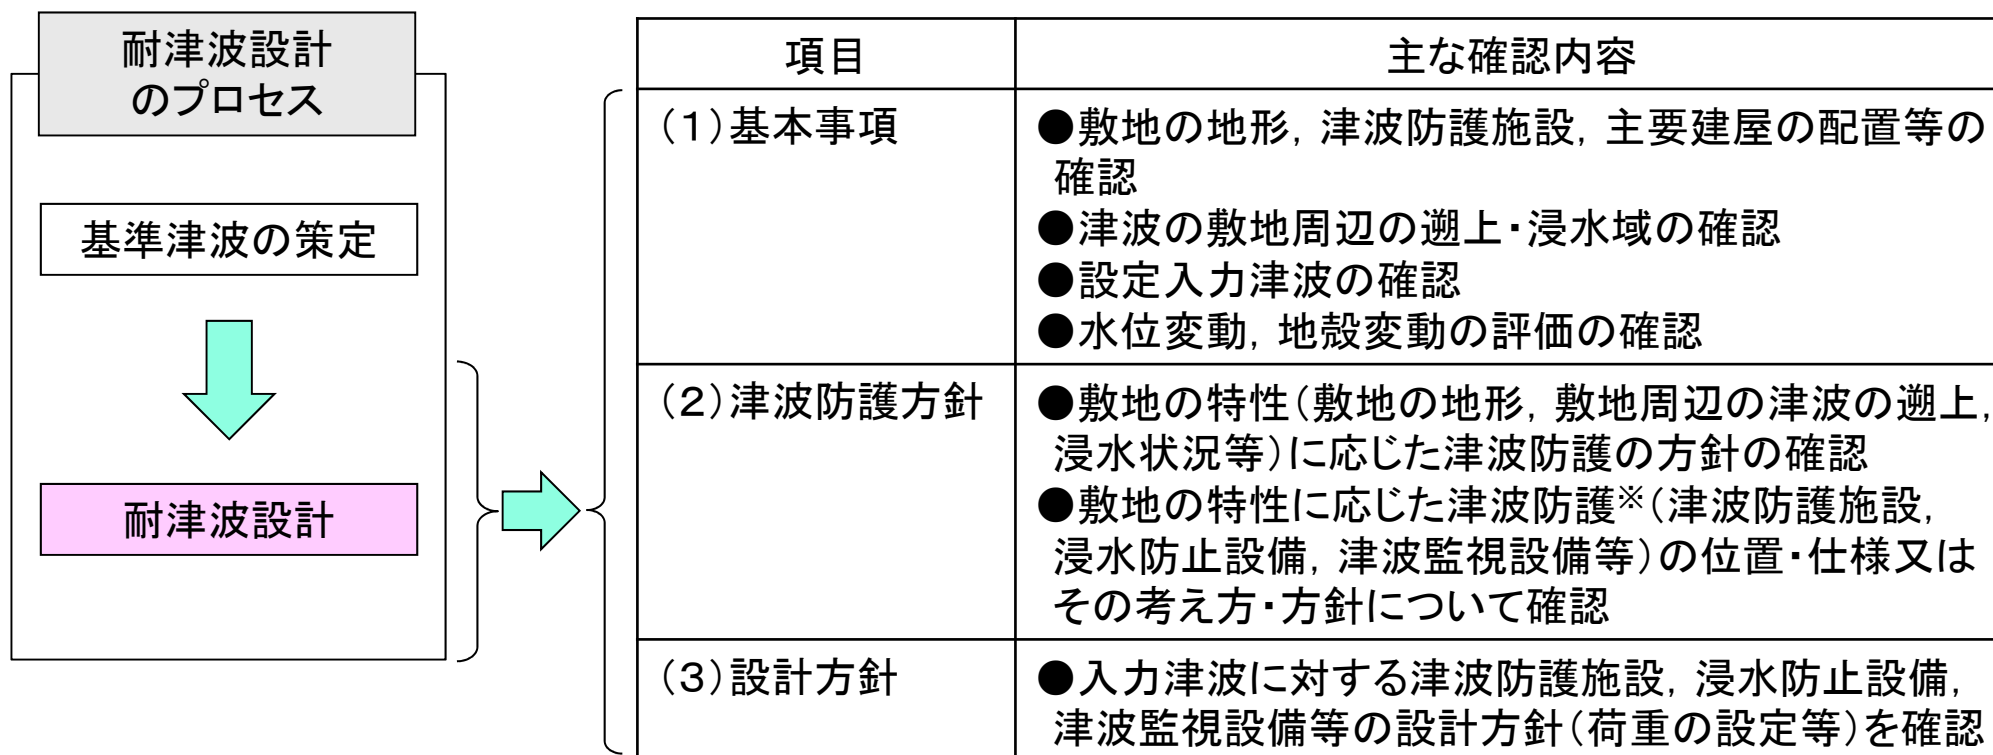 耐津波設計
のプロセス
基準津波の策定
耐津波設計
項目
主な確認内容
(1)基本事項
●敷地の地形，津波防護施設，主要建屋の配置等の
確認
●津波の敷地周辺の遡上・浸水域の確認
●設定入力津波の確認
●水位変動，地殻変動の評価の確認
(2)津波防護方針
●敷地の特性(敷地の地形，敷地周辺の津波の遡上，
浸水状況等)に応じた津波防護の方針の確認
●敷地の特性に応じた津波防護※(津波防護施設，
浸水防止設備，津波監視設備等)の位置・仕様又は
その考え方・方針について確認
(3)設計方針
●入力津波に対する津波防護施設，浸水防止設備，
津波監視設備等の設計方針(荷重の設定等)を確認